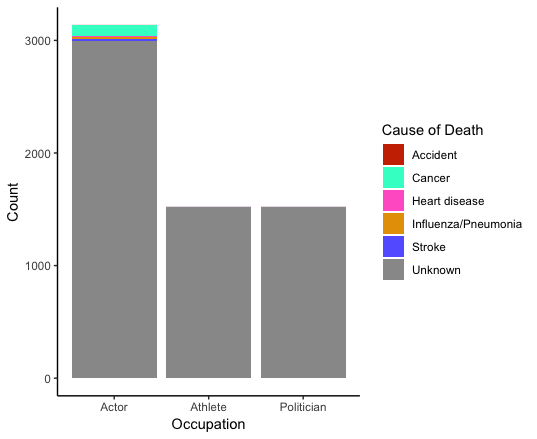 3000
2000
1000
0
Count
Actor Athlete Politician
Occupation
Cause of Death
Accident
Cancer
Heart disease
Influenza/Pneumonia
Stroke
Unknown